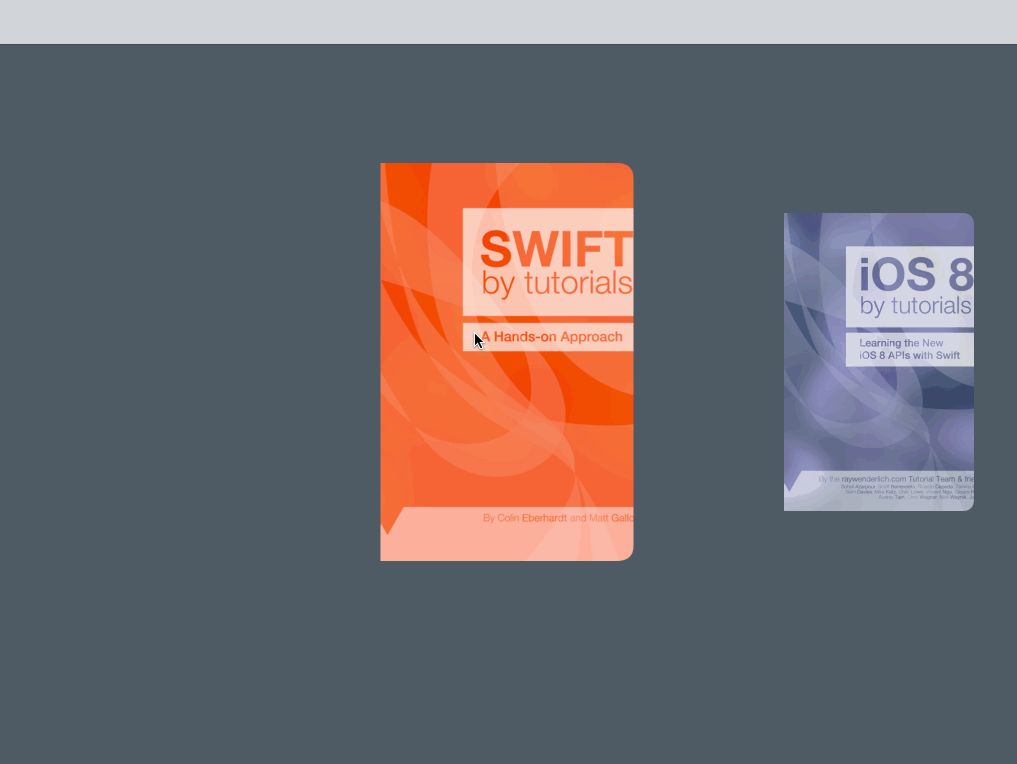 SWIFT
by tutorials
A Hands-on Approach
By Colin Eberhardt and Matt Gallo
iOS 8
by tutorials
Learning the New
iOS 8 APIs with Swift
By the raywenderlich.com Tutorial Team &